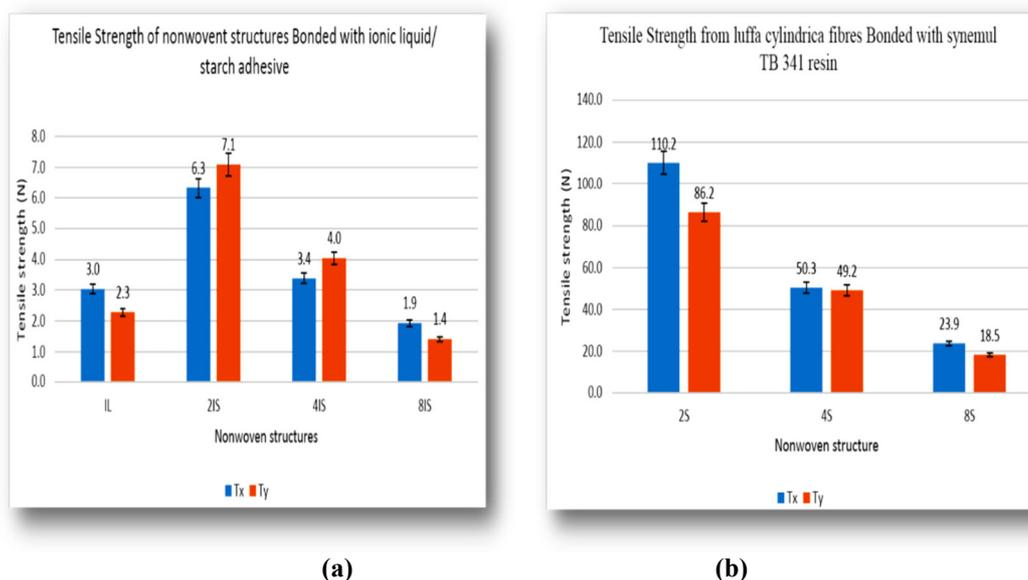 Tensile Strength of nonwovent structures Bonded with ionic liquid/
starch adhesive
Tensile strength (N)
8.0
7.0
6.0
5.0
4.0
3.0
2.0
1.0
0.0
3.0
2.3
6.3
7.1
3.4
4.0
1.9
1.4
IL
2IS
4IS
8IS
Nonwoven structures
Tx Ty
(a)
Tensile Strength from luffa cylindrica fibres Bonded with synemul
TB 341 resin
Tensile strength (N)
140.0
120.0
100.0
80.0
60.0
40.0
20.0
0.0
110.2
86.2
50.3
49.2
23.9
18.5
2S
4S
8S
Nonwoven structure
Tx Ty
(b)